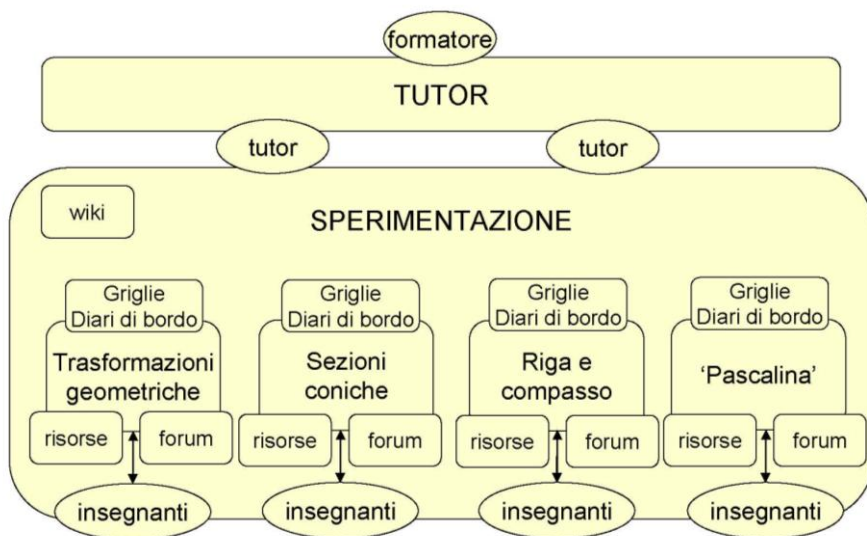 formatore
TUTOR
tutor
tutor
wiki
SPERIMENTAZIONE
Griglie
Diari di bordo
Trasformazioni
geometriche
risorse
forum
insegnanti
Griglie
Diari di bordo
Sezioni
coniche
risorse
forum
insegnanti
Griglie
Diari di bordo
Riga e
compasso
risorse
forum
insegnanti
Griglie
Diari di bordo
‘Pascalina’
risorse
forum
insegnanti